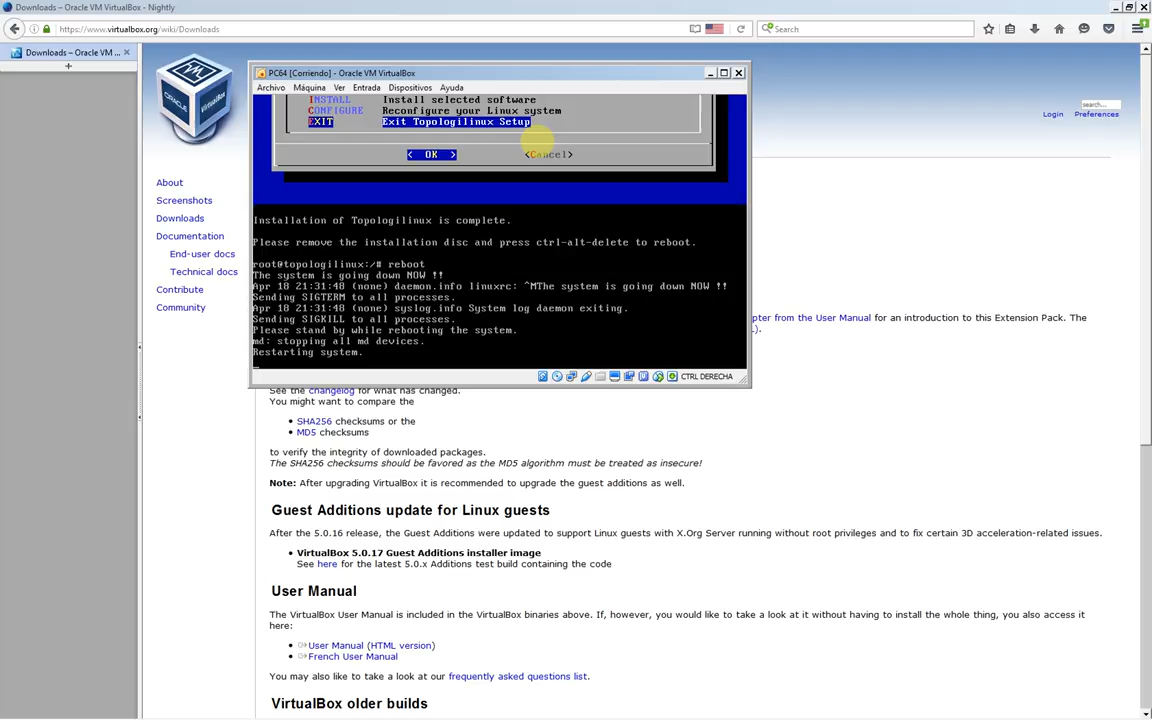 Downloads – Oracle VM VirtualBox - Nightly
https://www.virtualbox.org/wiki/Downloads
Search
Downloads – Oracle VM ...
ORACLE
VirtualBox
search...
Login
Preferences
About
Screenshots
Downloads
Documentation
End-user docs
Technical docs
Contribute
Community
PC64 [Corriendo] - Oracle VM VirtualBox
Archivo Máquina Ver Entrada Dispositivos Ayuda
INSTALL Install selected software
CONFIGURE Reconfigure your Linux system
EXIT Exit Topologilinux Setup
< OK > <Cancel>
Installation of Topologilinux is complete.
Please remove the installation disc and press ctrl-alt-delete to reboot.
root@topologilinux:/# reboot
The system is going down NOW !!
Apr 18 21:31:48 (none) daemon.info linuxrc: ^MThe system is going down NOW !!
Sending SIGTERM to all processes.
Apr 18 21:31:48 (none) syslog.info System log daemon exiting.
Sending SIGKILL to all processes.
Please stand by while rebooting the system.
md: stopping all md devices.
Restarting system.
CTRL DERECHA
pter from the User Manual for an introduction to this Extension Pack. The
).
See the changelog for what has changed.
You might want to compare the
SHA256 checksums or the
MD5 checksums
to verify the integrity of downloaded packages.
The SHA256 checksums should be favored as the MD5 algorithm must be treated as insecure!
Note: After upgrading VirtualBox it is recommended to upgrade the guest additions as well.
Guest Additions update for Linux guests
After the 5.0.16 release, the Guest Additions were updated to support Linux guests with X.Org Server running without root privileges and to fix certain 3D acceleration-related issues.
VirtualBox 5.0.17 Guest Additions installer image
See here for the latest 5.0.x Additions test build containing the code
User Manual
The VirtualBox User Manual is included in the VirtualBox binaries above. If, however, you would like to take a look at it without having to install the whole thing, you also access it
here:
User Manual (HTML version)
French User Manual
You may also like to take a look at our frequently asked questions list.
VirtualBox older builds